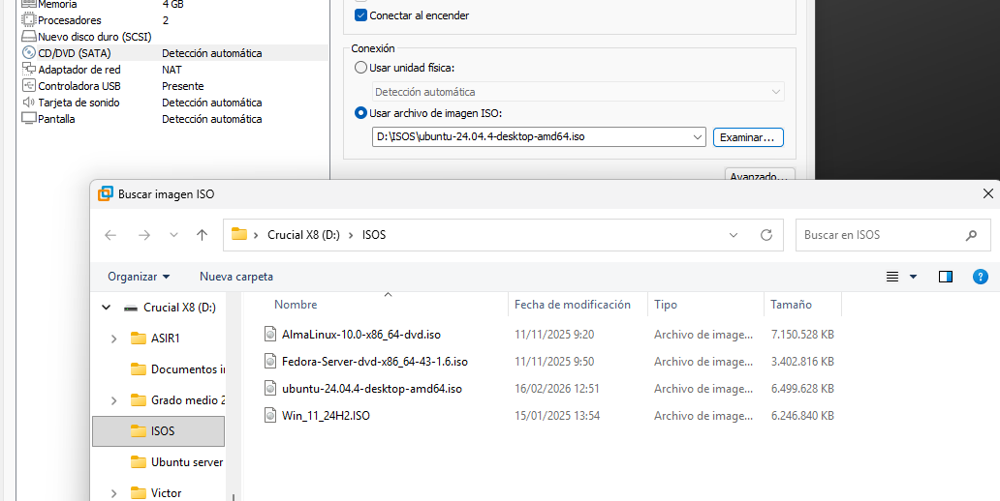 Memoria 4 GB
Procesadores 2
Nuevo disco duro (SCSI)
CD/DVD (SATA) Detección automática
Adaptador de red NAT
Controladora USB Presente
Tarjeta de sonido Detección automática
Pantalla Detección automática
Conectar al encender
Conexión
Usar unidad física:
Detección automática
Usar archivo de imagen ISO:
D:\ISOS\ubuntu-24.04.4-desktop-amd64.iso Examinar...
Avanzado...
Buscar imagen ISO
Crucial X8 (D:) ISOS Buscar en ISOS
Organizar Nueva carpeta
Crucial X8 (D:)
ASIR1
Documentos i
Grado medio 2
ISOS
Ubuntu server
Victor
Nombre Fecha de modificación Tipo Tamaño
AlmaLinux-10.0-x86_64-dvd.iso 11/11/2025 9:20 Archivo de image... 7.150.528 KB
Fedora-Server-dvd-x86_64-43-1.6.iso 11/11/2025 9:50 Archivo de image... 3.402.816 KB
ubuntu-24.04.4-desktop-amd64.iso 16/02/2026 12:51 Archivo de image... 6.499.628 KB
Win_11_24H2.ISO 15/01/2025 13:54 Archivo de image... 6.246.840 KB